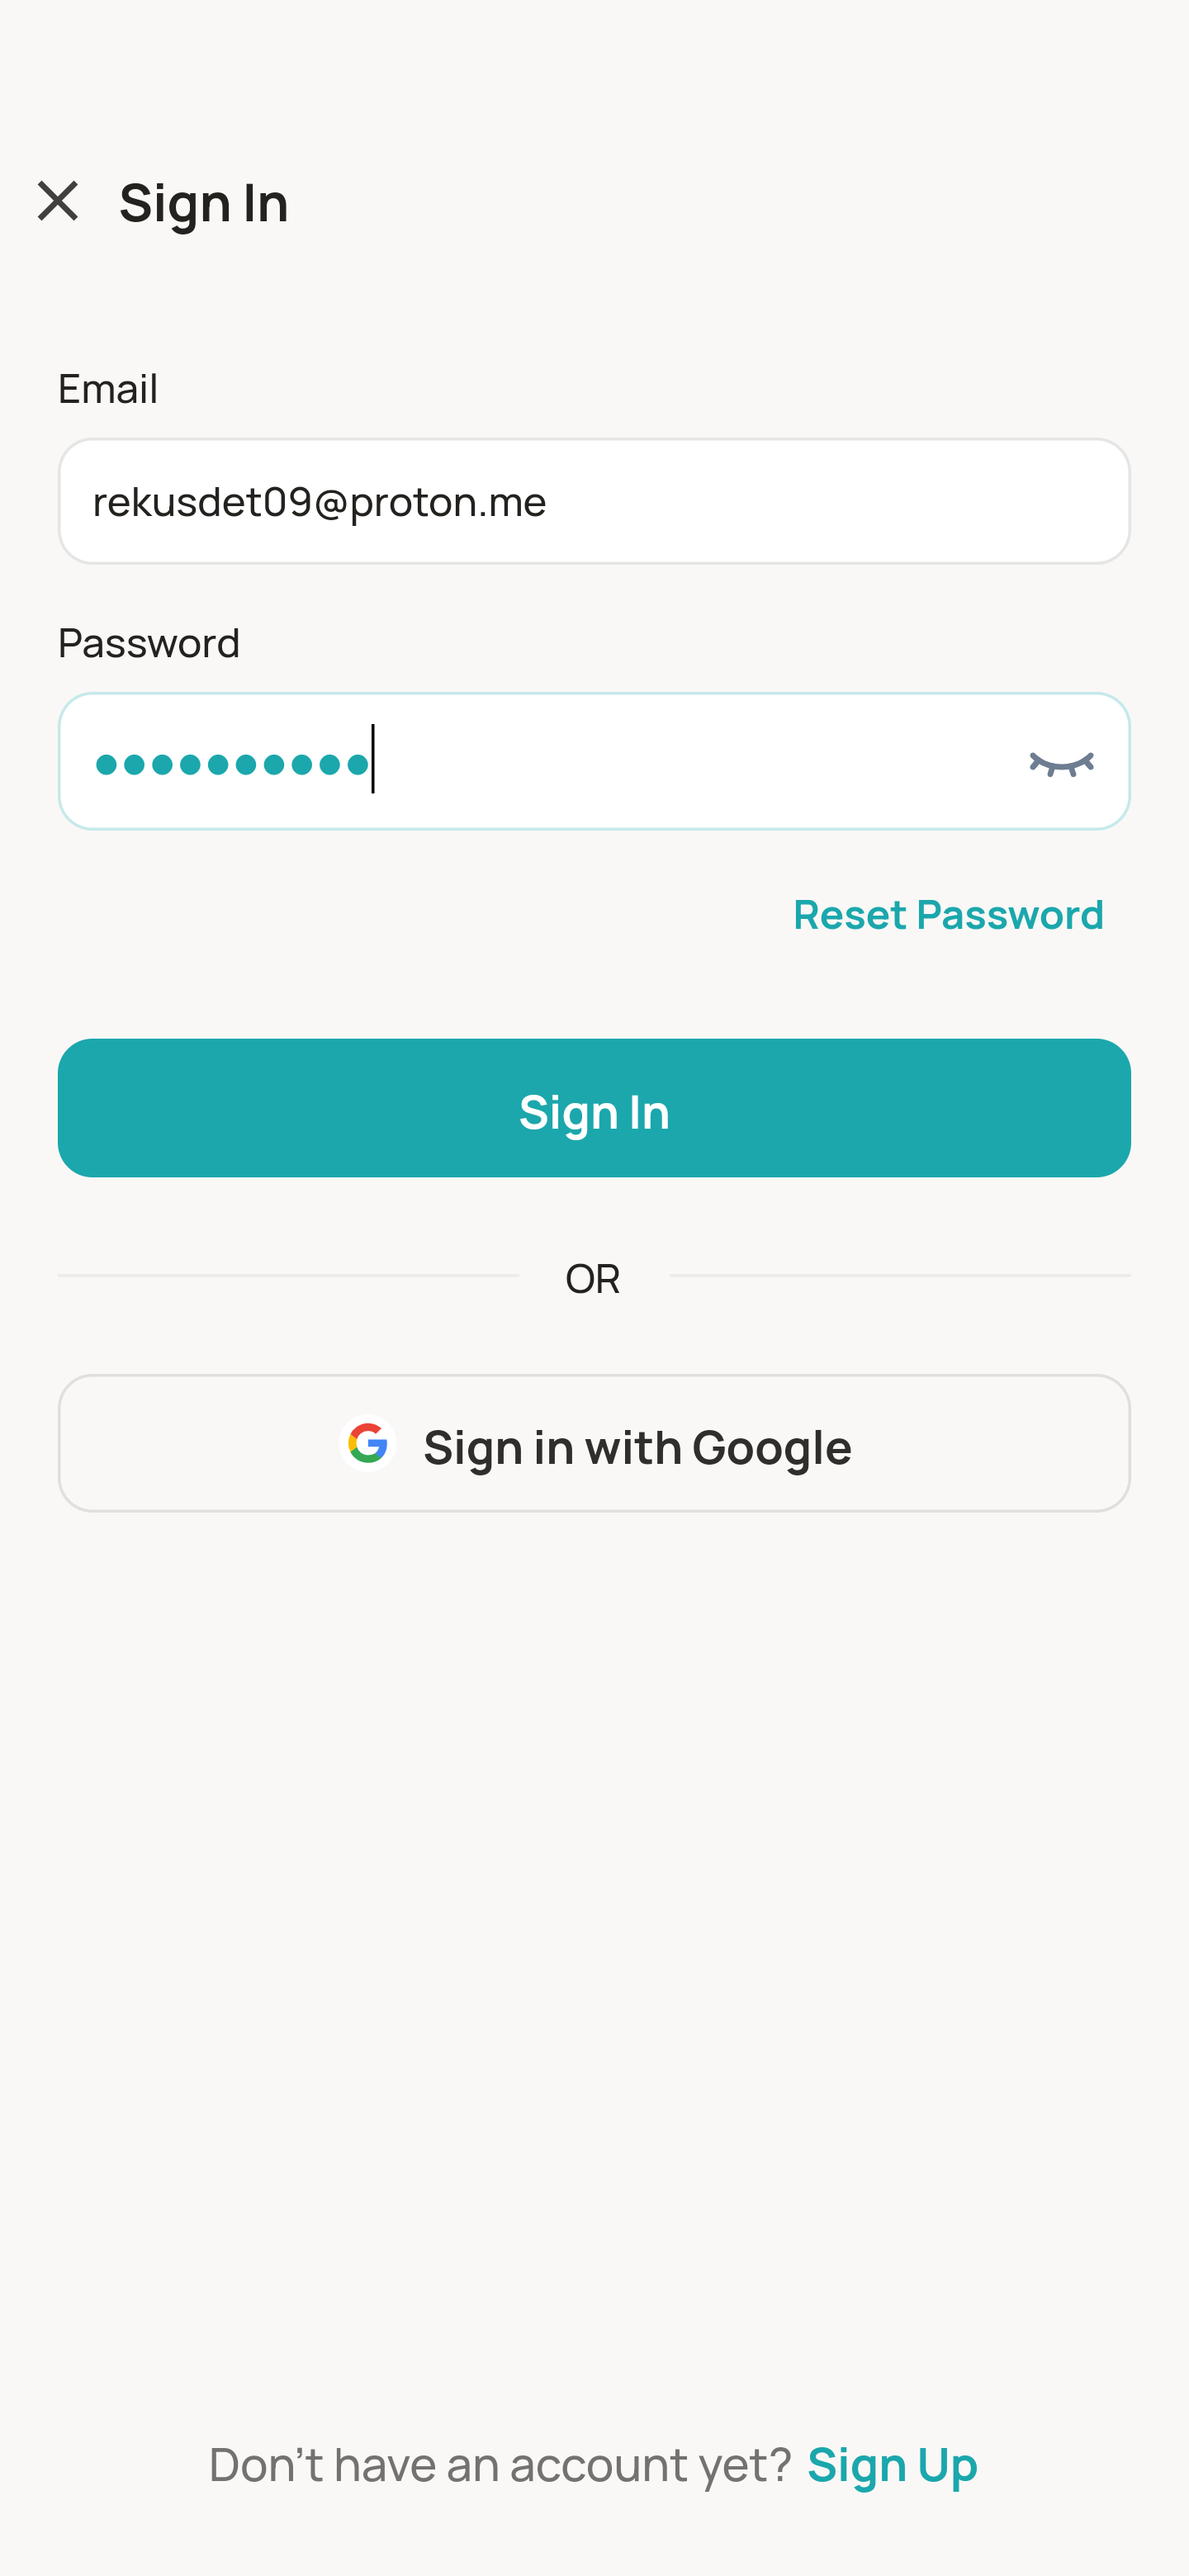 Sign In
Email
rekusdet09@proton.me
Password
••••••••••
Reset Password
Sign In
OR
Sign in with Google
Don't have an account yet? Sign Up